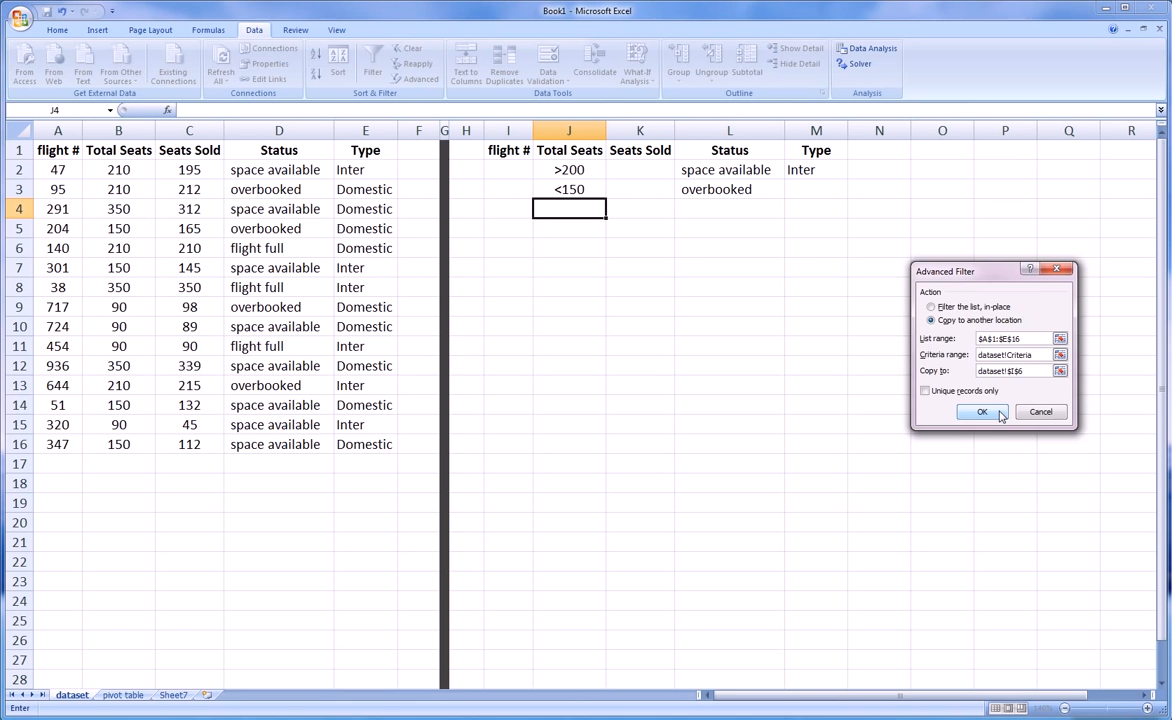 Book1 - Microsoft Excel
Home Insert Page Layout Formulas Data Review View
From Access From Web From Text From Other Sources Existing Connections
Get External Data
Refresh All Connections Properties Edit Links
Connections
Sort Filter Clear Reapply Advanced
Sort & Filter
Text to Columns Remove Duplicates Data Validation Consolidate What-If Analysis
Data Tools
Group Ungroup Subtotal Show Detail Hide Detail
Outline
Data Analysis Solver
Analysis
J4 fx
A B C D E F G H I J K L M N O P Q R
1 flight # Total Seats Seats Sold Status Type flight # Total Seats Seats Sold Status Type
2 47 210 195 space available Inter >200 space available Inter
3 95 210 212 overbooked Domestic <150 overbooked
4 291 350 312 space available Domestic
5 204 150 165 overbooked Domestic
6 140 210 210 flight full Domestic
7 301 150 145 space available Inter
8 38 350 350 flight full Inter
9 717 90 98 overbooked Domestic
10 724 90 89 space available Domestic
11 454 90 90 flight full Inter
12 936 350 339 space available Domestic
13 644 210 215 overbooked Inter
14 51 150 132 space available Domestic
15 320 90 45 space available Inter
16 347 150 112 space available Domestic
17
18
19
20
21
22
23
24
25
26
27
28
Advanced Filter
Action
Filter the list, in-place
Copy to another location
List range: $A$1:$E$16
Criteria range: dataset!Criteria
Copy to: dataset!$I$6
Unique records only
OK Cancel
dataset pivot table Sheet7
Enter